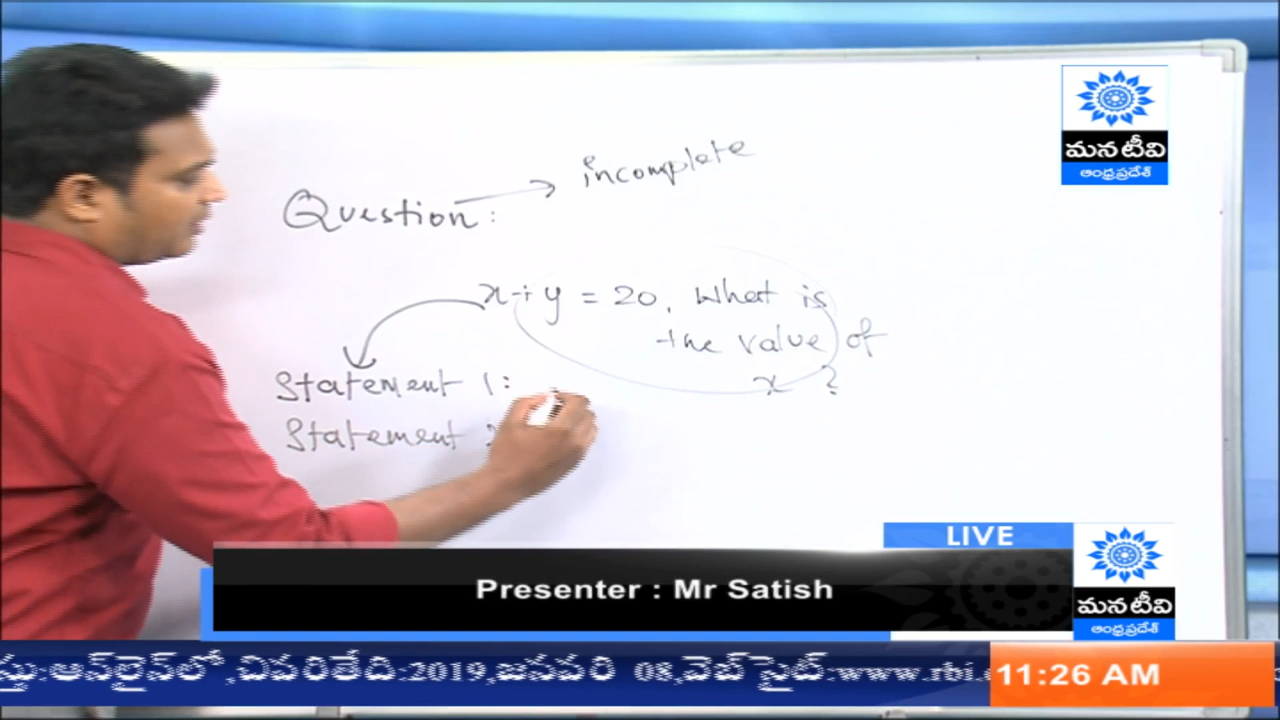 మన టీవి
ఆంధ్రప్రదేశ్
incomplete
Question :
x + y = 20, What is
the value of
x ?
Statement 1 :
Statement
LIVE
Presenter : Mr Satish
మన టీవి
ఆంధ్రప్రదేశ్
స్తు:ఆన్‌లైన్‌లో ,చివరితేది:2019,జనవరి 08,వెబ్ సైట్:www.rbi.
11:26 AM